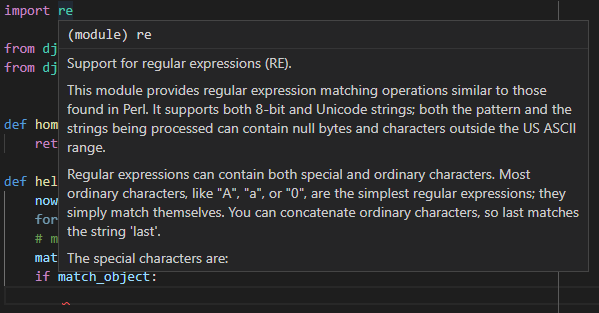 import re
(module) re
from dj
Support for regular expressions (RE).
from dj
This module provides regular expression matching operations similar to those
found in Perl. It supports both 8-bit and Unicode strings; both the pattern and the
def hom
strings being processed can contain null bytes and characters outside the US ASCII
ret
range.
def hel
Regular expressions can contain both special and ordinary characters. Most
now
ordinary characters, like "A", "a", or "0", are the simplest regular expressions; they
for
simply match themselves. You can concatenate ordinary characters, so last matches
# m
the string 'last'.
mat
The special characters are:
if match_object: